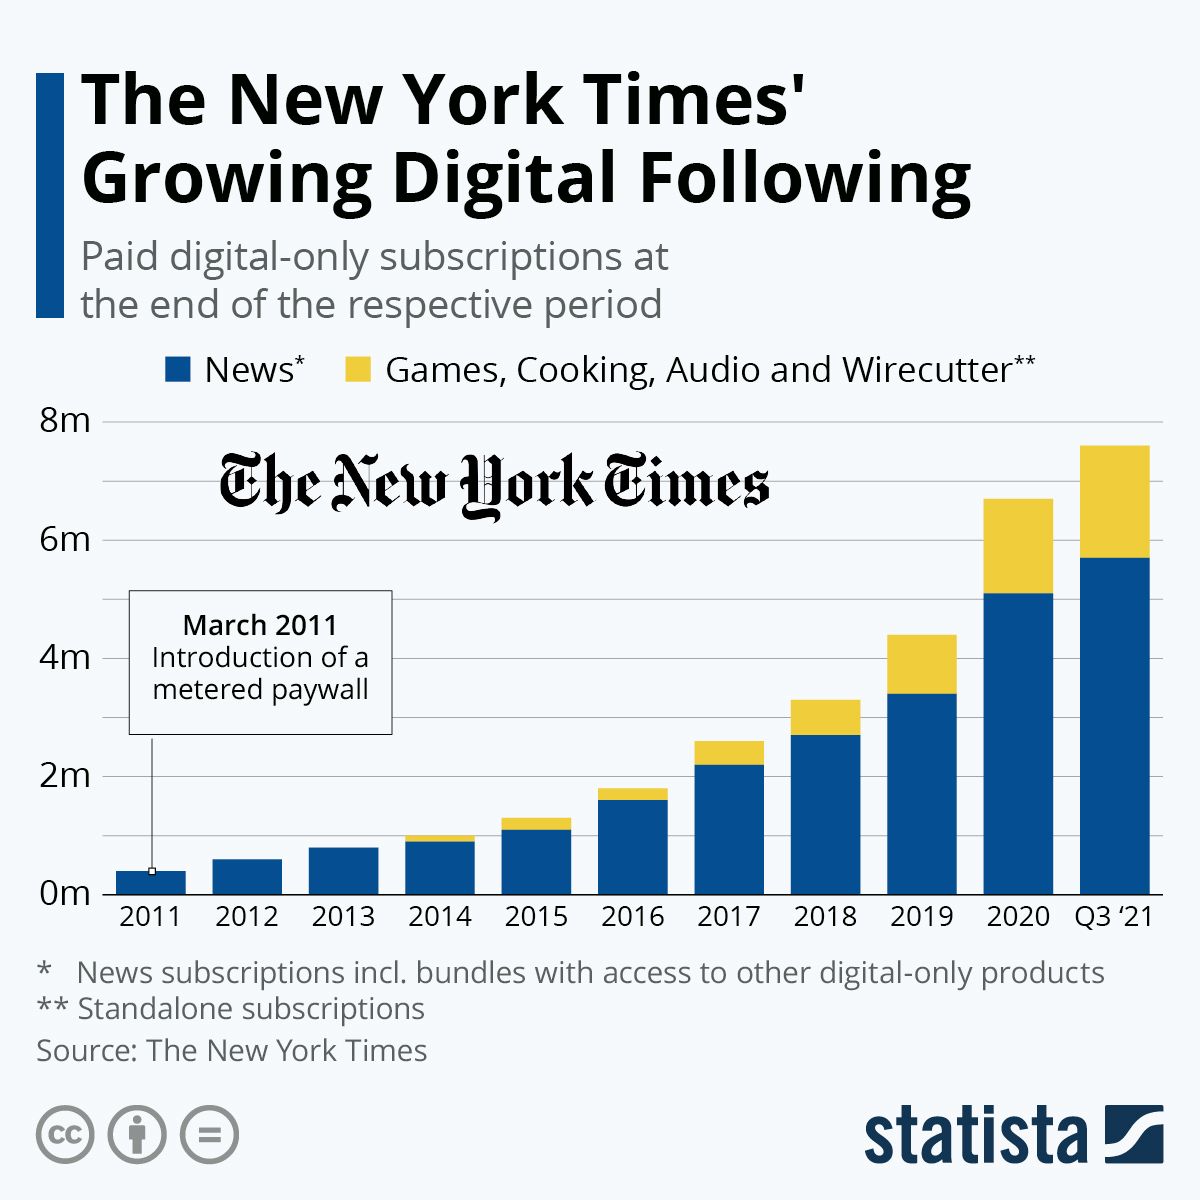 The New York Times'
Growing Digital Following
Paid digital-only subscriptions at
the end of the respective period
News* Games, Cooking, Audio and Wirecutter**
8m
The New York Times
6m
March 2011
Introduction of a
metered paywall
4m
2m
0m
2011 2012 2013 2014 2015 2016 2017 2018 2019 2020 Q3 ‘21
* News subscriptions incl. bundles with access to other digital-only products
** Standalone subscriptions
Source: The New York Times
cc =
statista